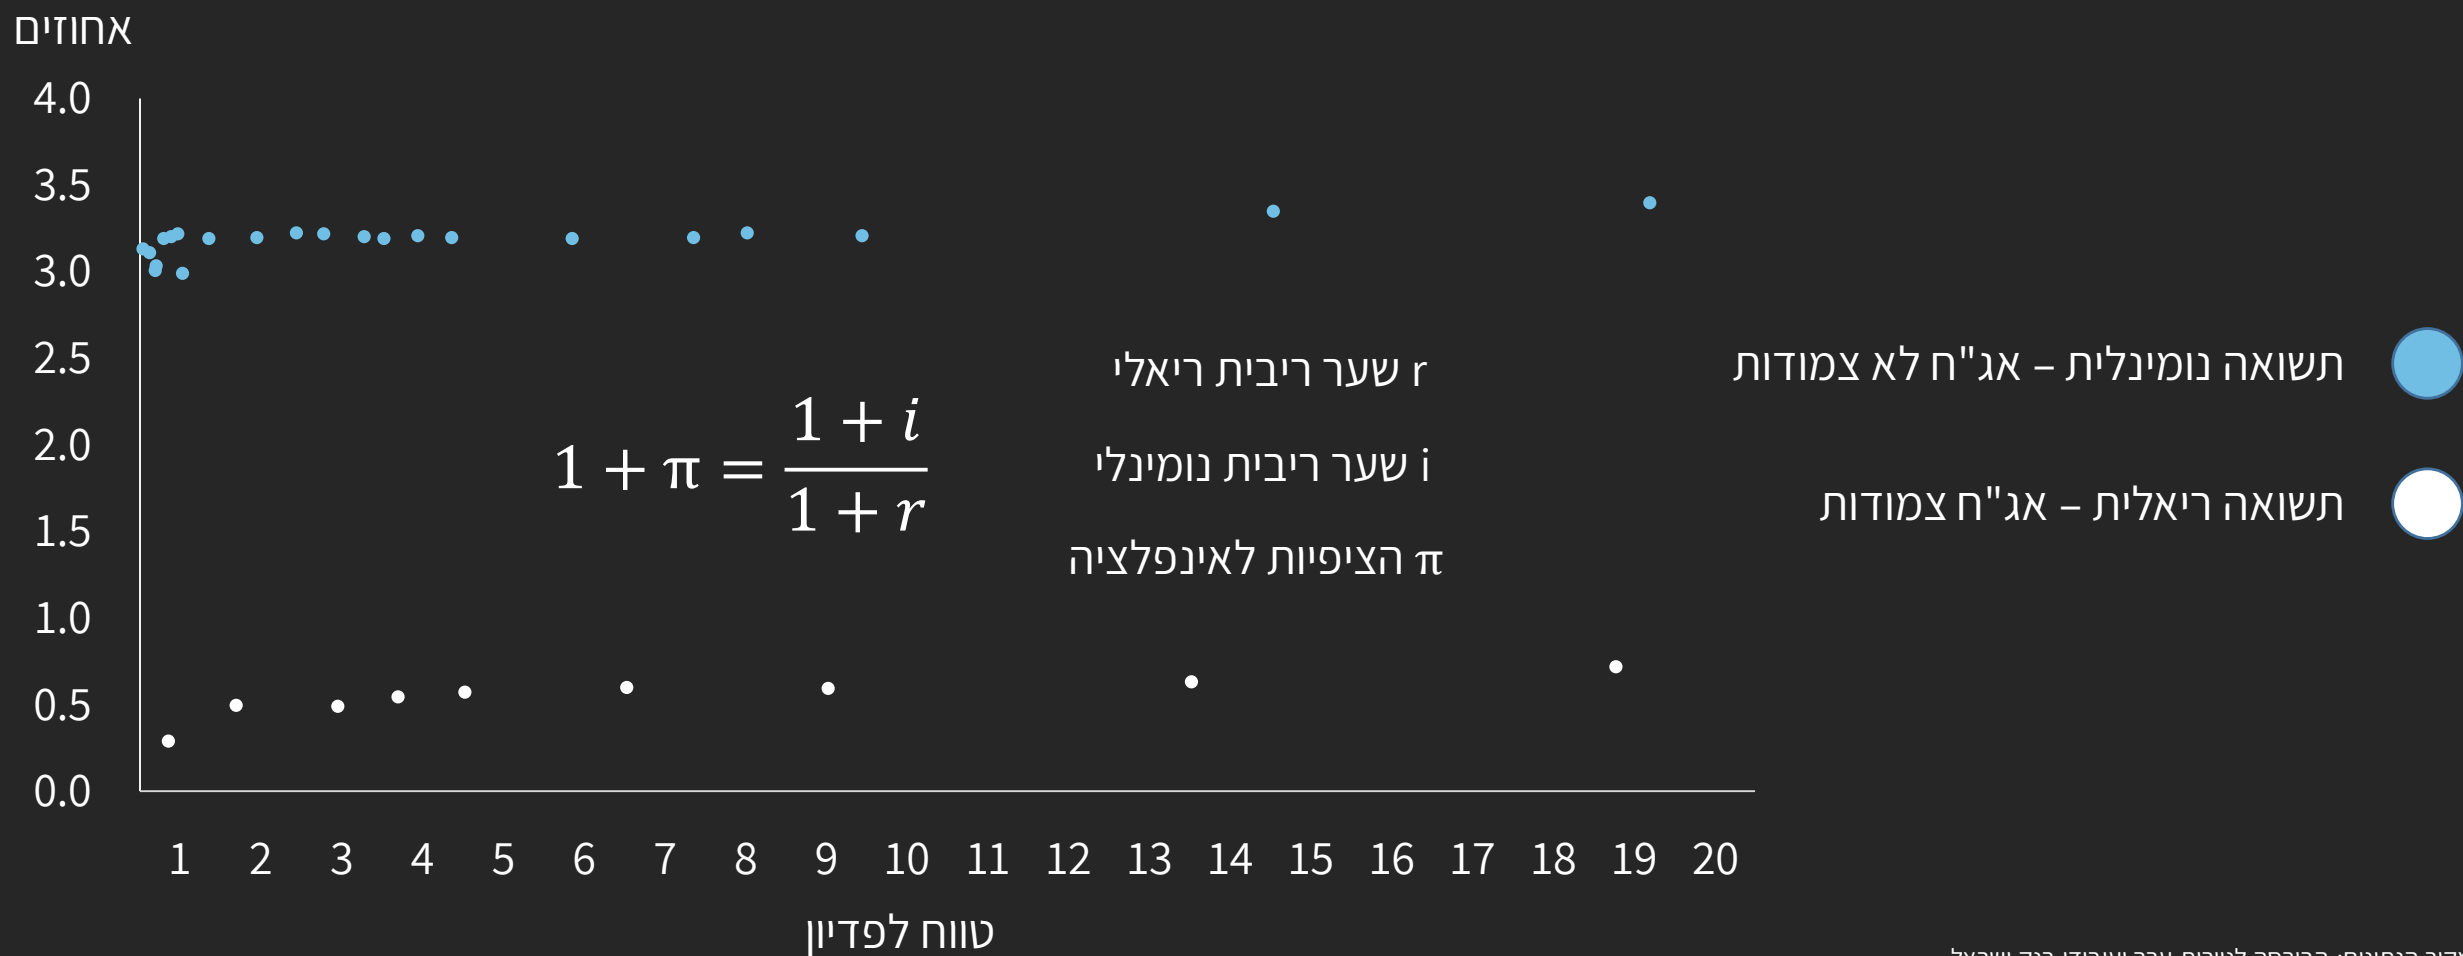 אחוזים
4.0
3.5
3.0
2.5
2.0
1.5
1.0
0.5
0.0
1 + π = (1 + i) / (1 + r)
r שער ריבית ריאלי
i שער ריבית נומינלי
π הציפיות לאינפלציה
תשואה נומינלית – אג"ח לא צמודות
תשואה ריאלית – אג"ח צמודות
1 2 3 4 5 6 7 8 9 10 11 12 13 14 15 16 17 18 19 20
טווח לפדיון